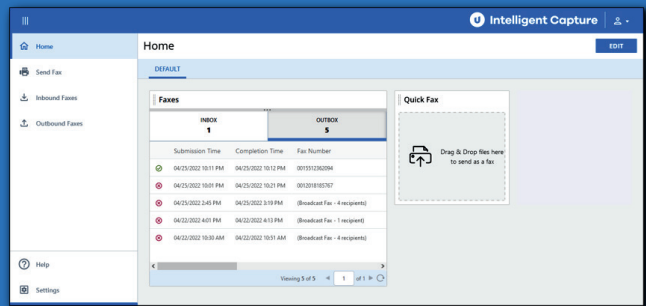 Intelligent Capture
Home
Send Fax
Inbound Faxes
Outbound Faxes
Help
Settings
Home
EDIT
DEFAULT
Faxes
INBOX
1
OUTBOX
5
Submission Time Completion Time Fax Number
04/25/2022 10:11 PM 04/25/2022 10:12 PM 0015512362094
04/25/2022 10:01 PM 04/25/2022 10:21 PM 0012018185767
04/25/2022 2:45 PM 04/25/2022 3:19 PM (Broadcast Fax - 4 recipients)
04/22/2022 4:01 PM 04/22/2022 4:13 PM (Broadcast Fax - 1 recipient)
04/22/2022 10:30 AM 04/22/2022 10:51 AM (Broadcast Fax - 4 recipients)
Viewing 5 of 5 1 of 1
Quick Fax
Drag & Drop files here
to send as a fax